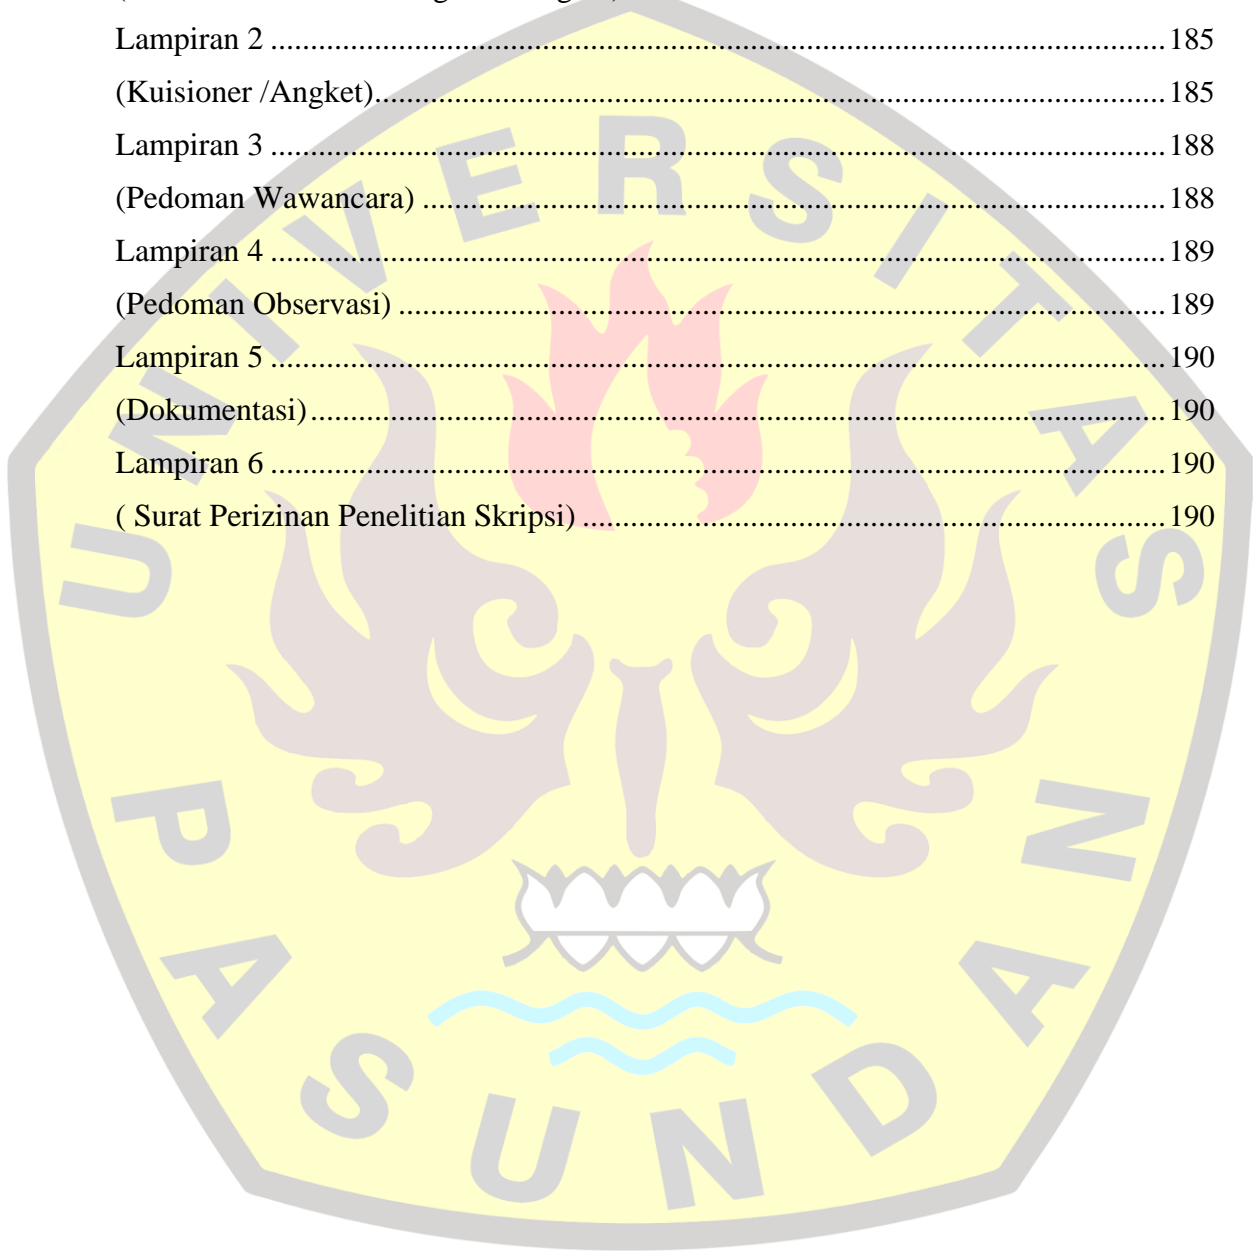 Lampiran 2 ................................................................................................................. 185
(Kuisioner /Angket).................................................................................................... 185
Lampiran 3 ................................................................................................................. 188
(Pedoman Wawancara) .............................................................................................. 188
Lampiran 4 ................................................................................................................. 189
(Pedoman Observasi) ................................................................................................. 189
Lampiran 5 ................................................................................................................. 190
(Dokumentasi) ............................................................................................................ 190
Lampiran 6 ................................................................................................................. 190
( Surat Perizinan Penelitian Skripsi) .......................................................................... 190
UNIVERSITAS
PASUNDAN